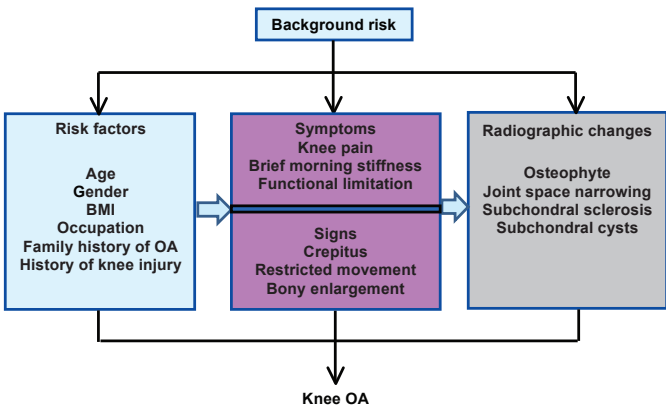 Background risk
Risk factors
Age
Gender
BMI
Occupation
Family history of OA
History of knee injury
Symptoms
Knee pain
Brief morning stiffness
Functional limitation
Signs
Crepitus
Restricted movement
Bony enlargement
Radiographic changes
Osteophyte
Joint space narrowing
Subchondral sclerosis
Subchondral cysts
Knee OA